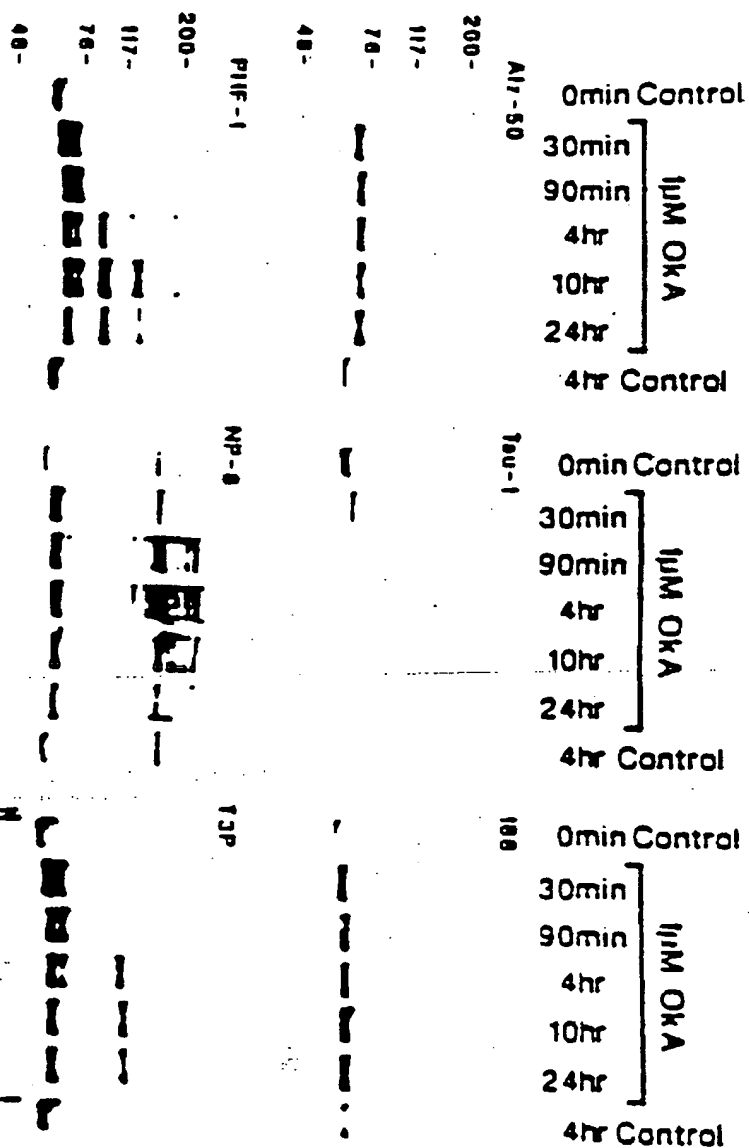 0min Control
30min
90min
4hr
10hr
24hr
4hr Control
1µM OkA
0min Control
30min
90min
4hr
10hr
24hr
4hr Control
1µM OkA
0min Control
30min
90min
4hr
10hr
24hr
4hr Control
1µM OkA
Alz-50
Tau-1
200-
117-
76-
48-
PHF-1
NP-8
T3P
200-
117-
76-
48-